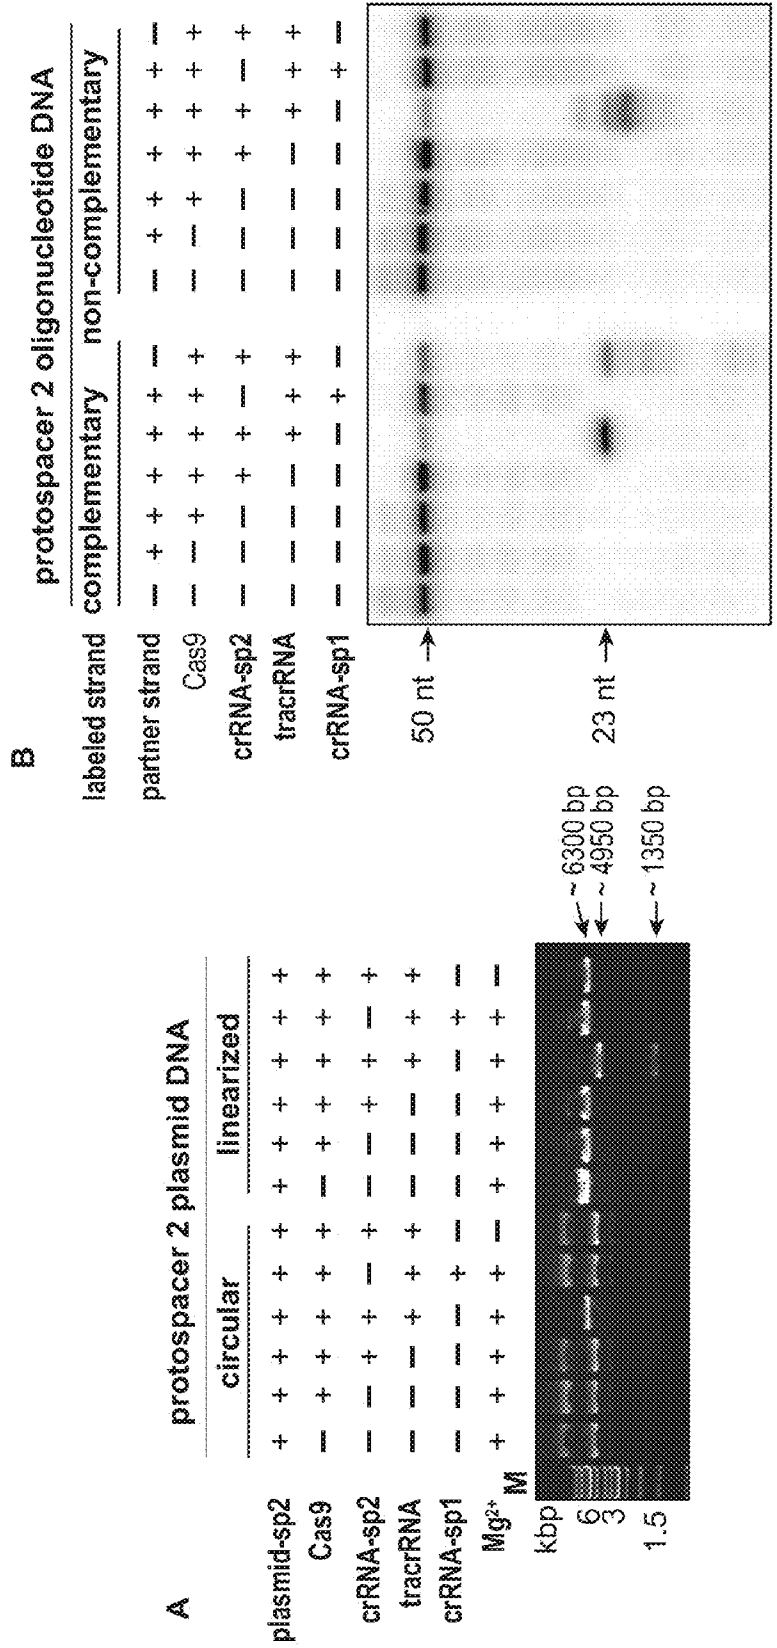 A
protospacer 2 plasmid DNA
circular linearized
plasmid-sp2 + + + + + + + + + + + +
Cas9 − + + + + + − + + + + +
crRNA-sp2 − − + + − + − − + + − +
tracrRNA − − − + + + − − − + + +
crRNA-sp1 − − − − + − − − − − + −
Mg²⁺ + + + + + − + + + + + −
kbp M
6
3
1.5
~ 6300 bp
~ 4950 bp
~ 1350 bp
B
protospacer 2 oligonucleotide DNA
labeled strand complementary non-complementary
partner strand − + + + + + − − + + + + + −
Cas9 − − + + + + + − − + + + + +
crRNA-sp2 − − − + + − + − − − + + − +
tracrRNA − − − − + + + − − − − + + +
crRNA-sp1 − − − − − + − − − − − − + −
50 nt
23 nt